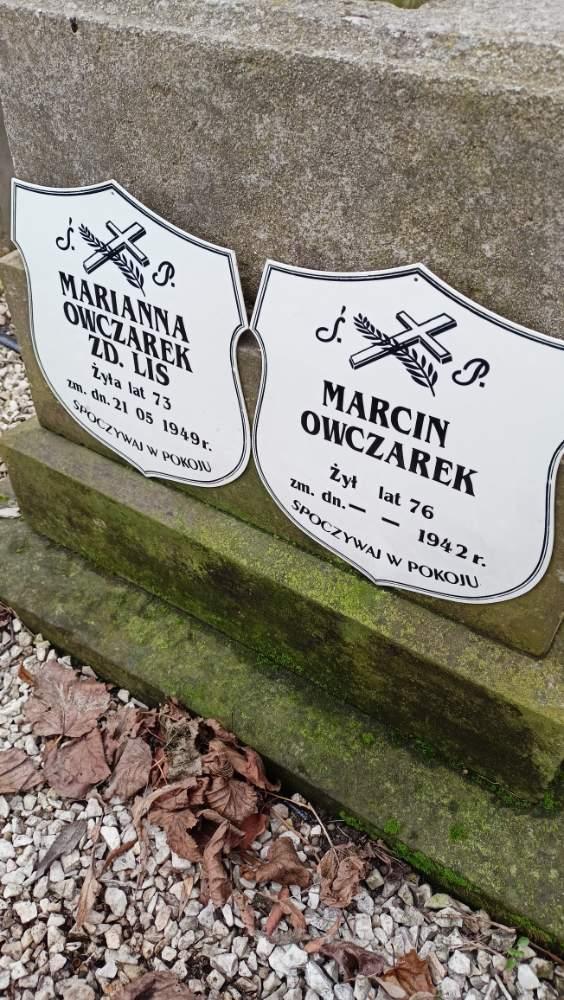 Ś. P.
MARIANNA
OWCZAREK
ZD. LIS
Żyła lat 73
zm. dn. 21 05 1949 r.
SPOCZYWAJ W POKOJU
Ś. P.
MARCIN
OWCZAREK
Żył lat 76
zm. dn. — — 1942 r.
SPOCZYWAJ W POKOJU